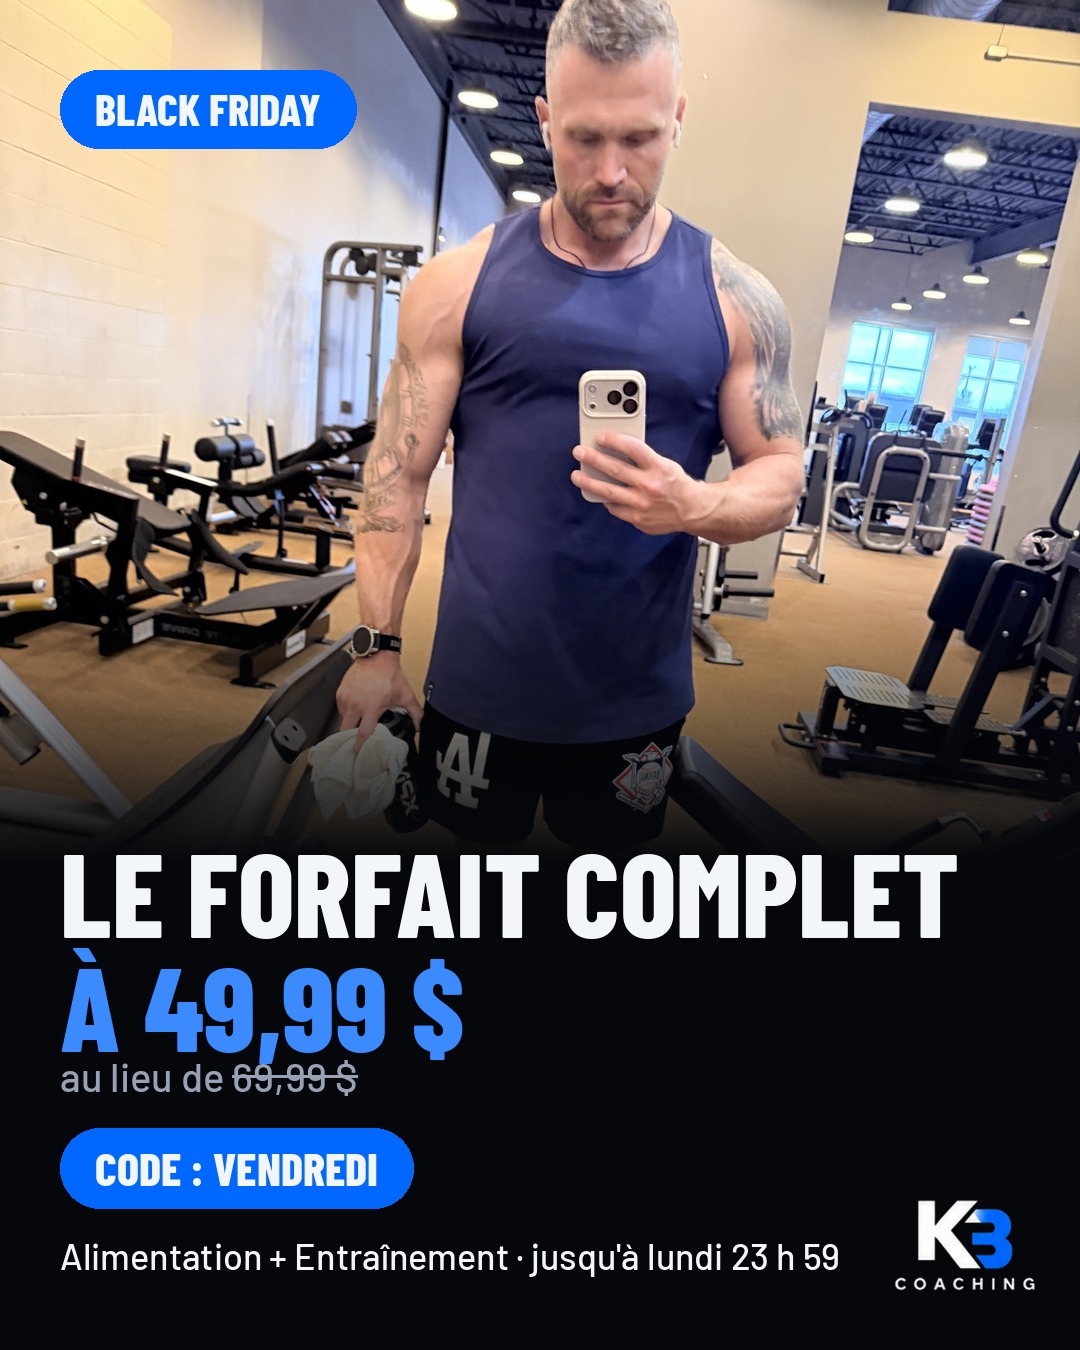 BLACK FRIDAY
LE FORFAIT COMPLET
À 49,99 $
au lieu de 69,99 $
CODE : VENDREDI
Alimentation + Entraînement · jusqu'à lundi 23 h 59
K3
COACHING